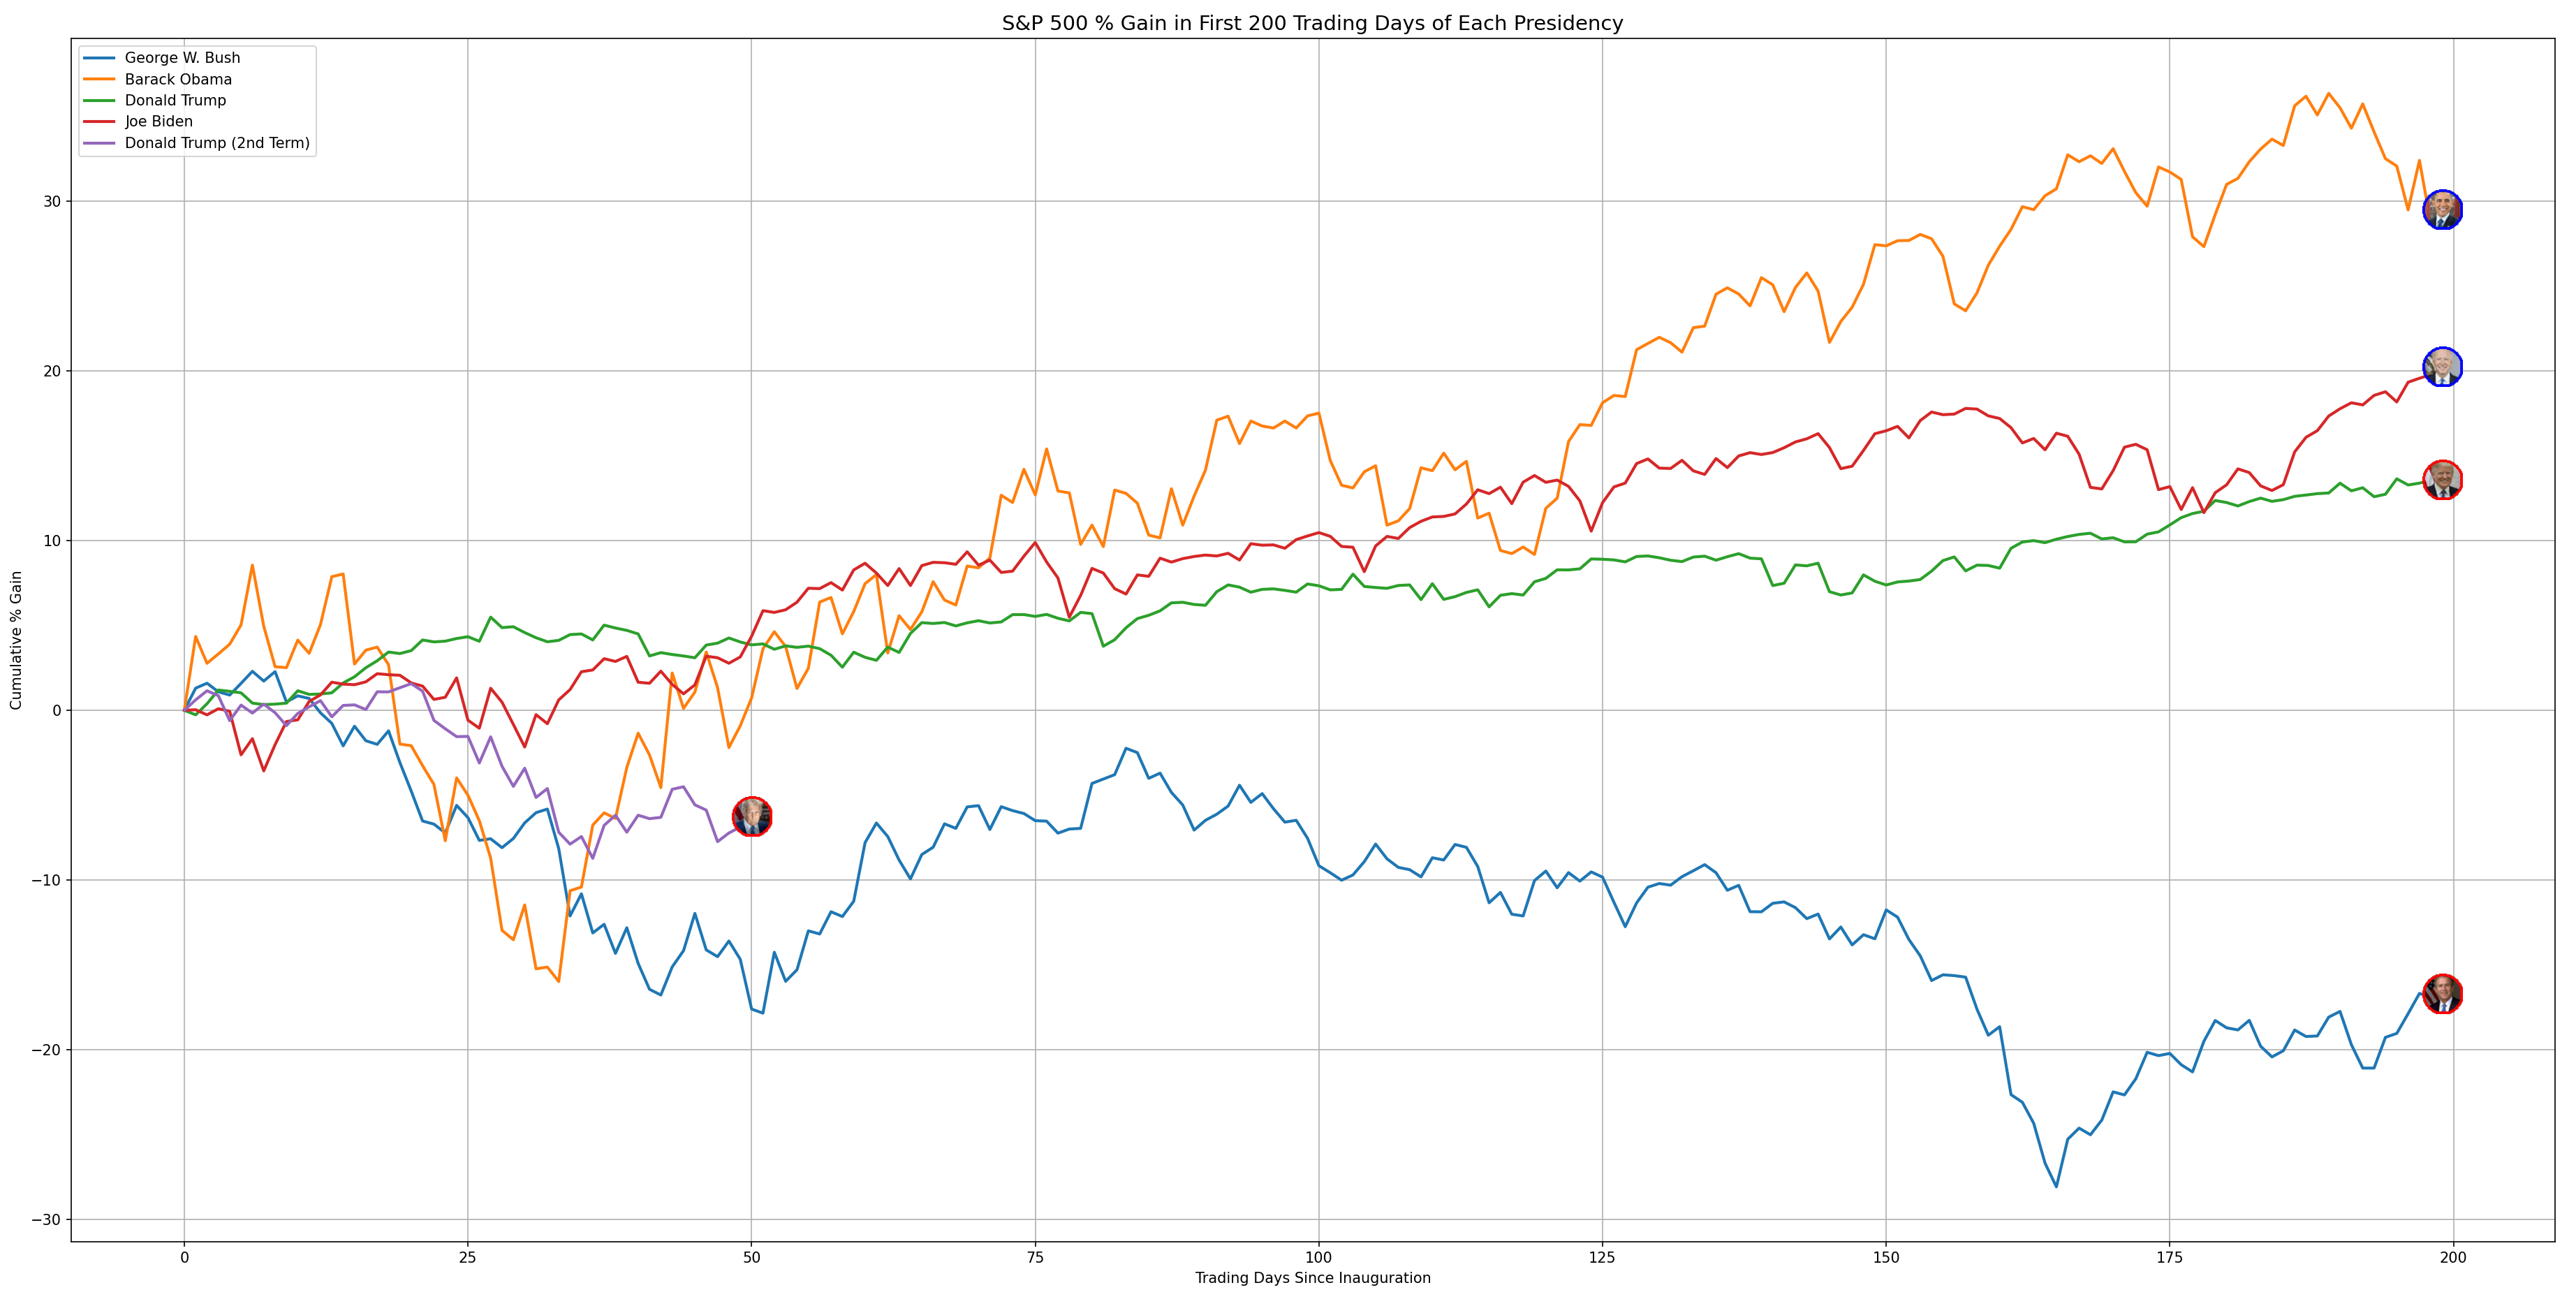 S&P 500 % Gain in First 200 Trading Days of Each Presidency
George W. Bush
Barack Obama
Donald Trump
Joe Biden
Donald Trump (2nd Term)
Cumulative % Gain
30
20
10
0
−10
−20
−30
0 25 50 75 100 125 150 175 200
Trading Days Since Inauguration